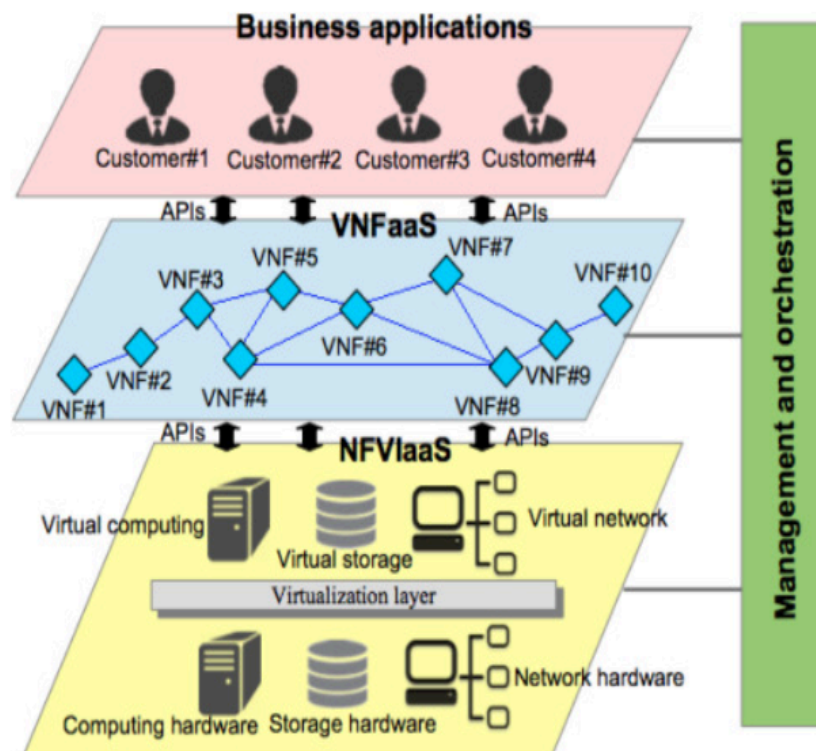 Business applications
Customer#1 Customer#2 Customer#3 Customer#4
APIs APIs
VNFaaS
VNF#1
VNF#2
VNF#3
VNF#4
VNF#5
VNF#6
VNF#7
VNF#8
VNF#9
VNF#10
APIs APIs
NFVIaaS
Virtual computing
Virtual storage
Virtual network
Virtualization layer
Computing hardware
Storage hardware
Network hardware
Management and orchestration